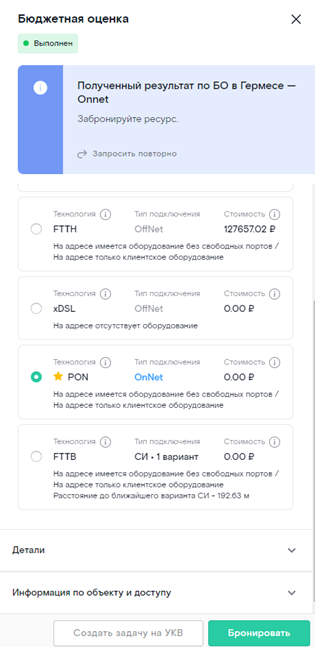 Бюджетная оценка
Выполнен
Полученный результат по БО в Гермесе —
Onnet
Забронируйте ресурс.
Запросить повторно
Технология Тип подключения Стоимость
FTTH OffNet 127657.02 ₽
На адресе имеется оборудование без свободных портов /
На адресе только клиентское оборудование
Технология Тип подключения Стоимость
xDSL OffNet 0.00 ₽
На адресе отсутствует оборудование
Технология Тип подключения Стоимость
PON OnNet 0.00 ₽
На адресе имеется оборудование без свободных портов /
На адресе только клиентское оборудование
Технология Тип подключения Стоимость
FTTB СИ • 1 вариант 0.00 ₽
На адресе имеется оборудование без свободных портов /
На адресе только клиентское оборудование
Расстояние до ближайшего варианта СИ - 192.63 м
Детали
Информация по объекту и доступу
Создать задачу на УКВ Бронировать